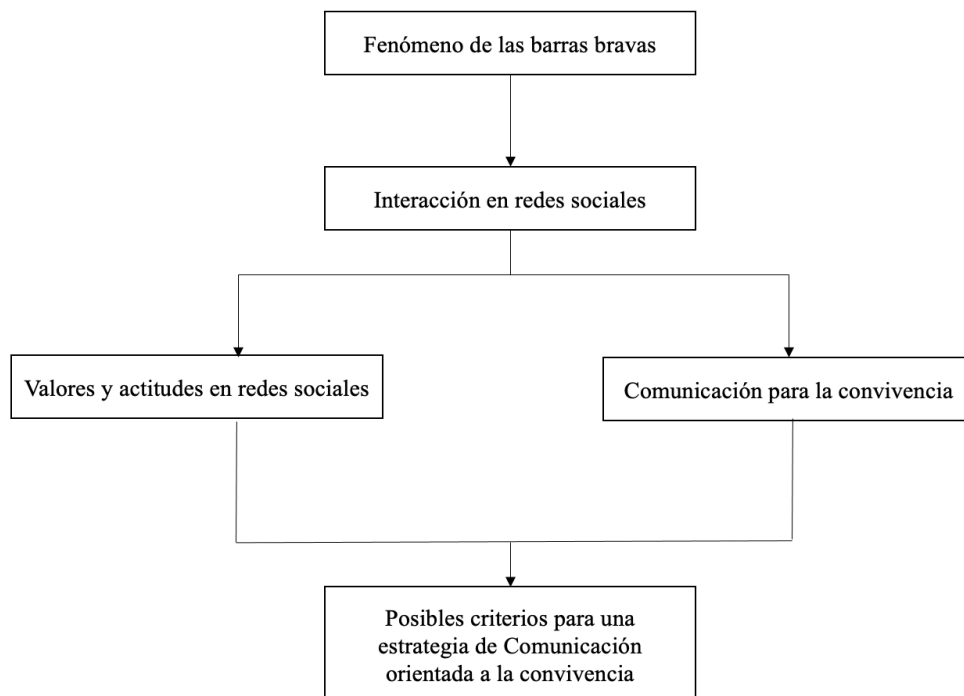 Fenómeno de las barras bravas
Interacción en redes sociales
Valores y actitudes en redes sociales
Comunicación para la convivencia
Posibles criterios para una
estrategia de Comunicación
orientada a la convivencia